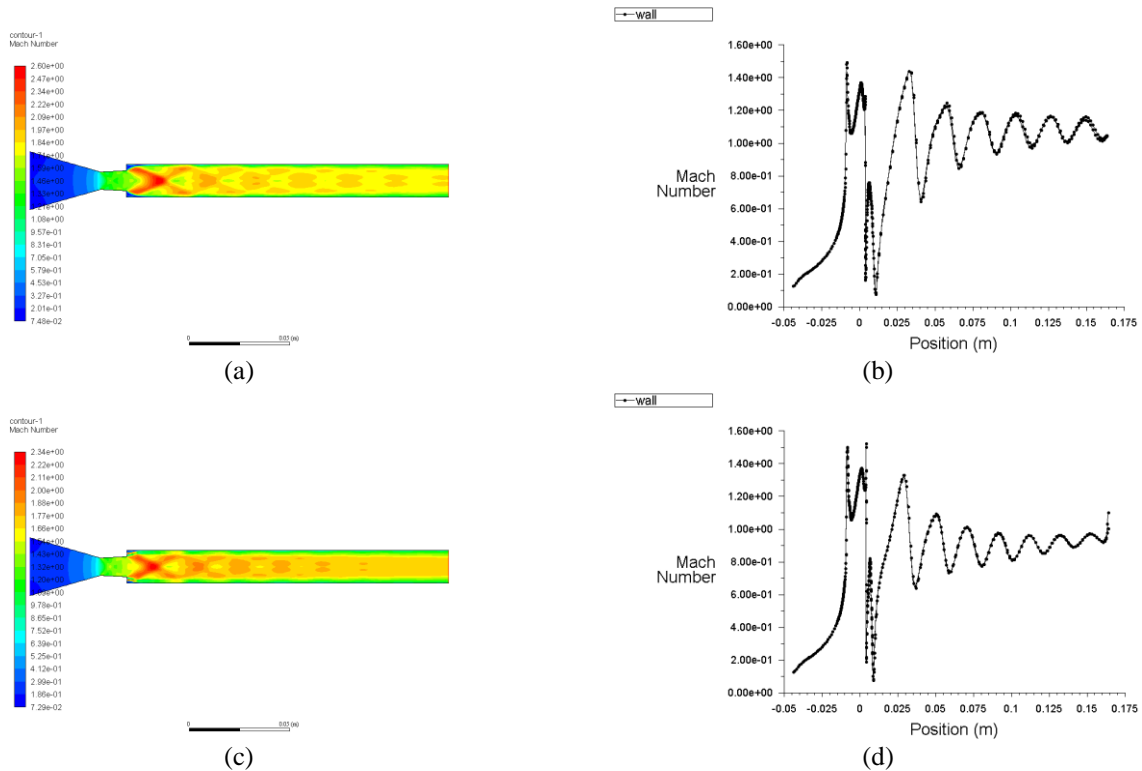 contour-1
Mach Number
2.60e+00
2.47e+00
2.34e+00
2.22e+00
2.09e+00
1.97e+00
1.08e+00
9.57e-01
8.31e-01
7.05e-01
5.79e-01
4.53e-01
3.27e-01
2.01e-01
7.48e-02
0
0.03 (m)
(a)
wall
1.60e+00
1.40e+00
1.20e+00
1.00e+00
8.00e-01
6.00e-01
4.00e-01
2.00e-01
0.00e+00
Mach
Number
-0.05 -0.025 0 0.025 0.05 0.075 0.1 0.125 0.15 0.175
Position (m)
(b)
contour-1
Mach Number
2.34e+00
2.22e+00
2.11e+00
2.00e+00
1.88e+00
1.77e+00
1.66e+00
9.78e-01
8.65e-01
7.52e-01
6.39e-01
5.25e-01
4.12e-01
2.99e-01
1.86e-01
7.29e-02
0
0.03 (m)
(c)
wall
1.60e+00
1.40e+00
1.20e+00
1.00e+00
8.00e-01
6.00e-01
4.00e-01
2.00e-01
0.00e+00
Mach
Number
-0.05 -0.025 0 0.025 0.05 0.075 0.1 0.125 0.15 0.175
Position (m)
(d)